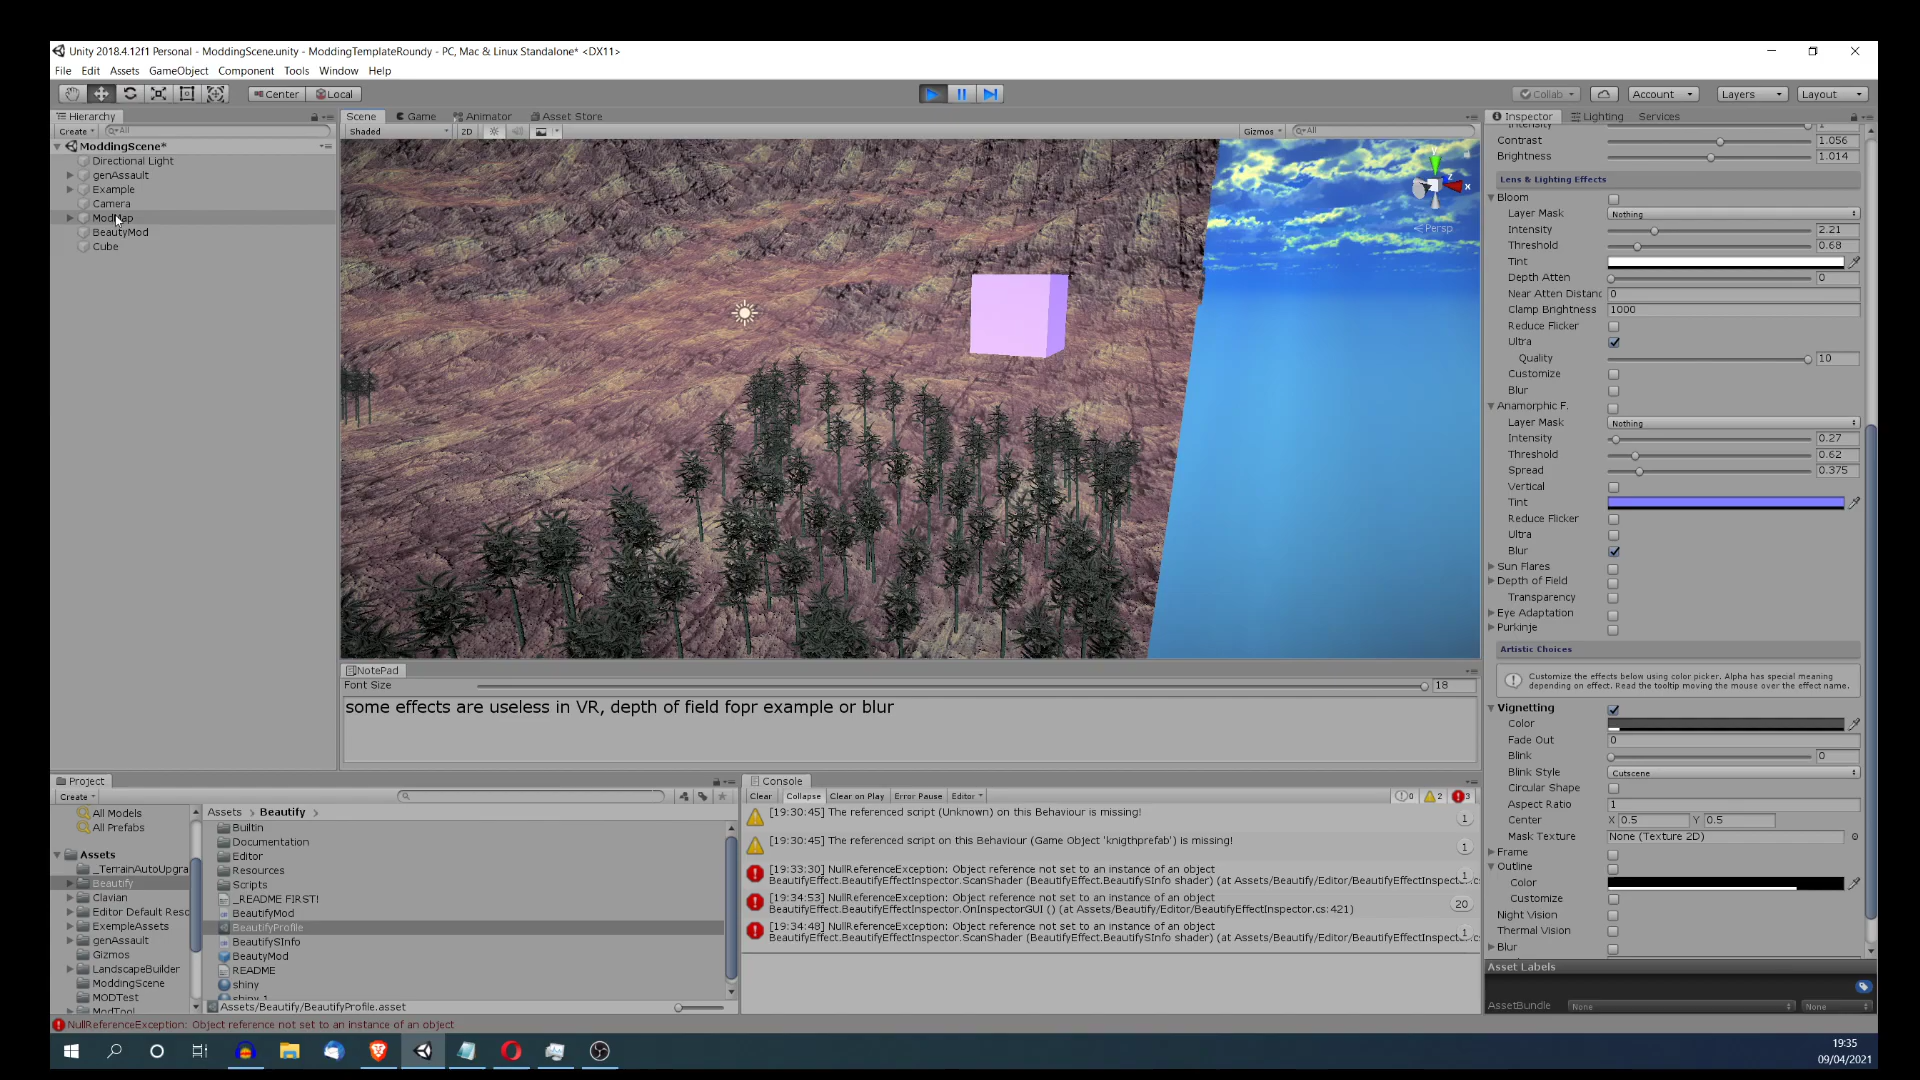 Unity 2018.4.12f1 Personal - ModdingScene.unity - ModdingTemplateRoundy - PC, Mac & Linux Standalone* <DX11>
File Edit Assets GameObject Component Tools Window Help
Center Local
Collab Account Layers Layout
Hierarchy
Create All
ModdingScene*
Directional Light
genAssault
Example
Camera
ModMap
BeautyMod
Cube
Scene Game Animator Asset Store
Shaded 2D Gizmos All
y z x
Persp
NotePad
Font Size 18
some effects are useless in VR, depth of field fopr example or blur
Project
Create
All Models
All Prefabs
Assets
_TerrainAutoUpgra
Beautify
Clavian
Editor Default Resc
ExempleAssets
genAssault
Gizmos
LandscapeBuilder
ModdingScene
MODTest
ModTool
Assets > Beautify >
Builtin
Documentation
Editor
Resources
Scripts
_README FIRST!
BeautifyMod
BeautifyProfile
BeautifySInfo
BeautyMod
README
shiny
shiny 1
Assets/Beautify/BeautifyProfile.asset
Console
Clear Collapse Clear on Play Error Pause Editor 0 2 3
[19:30:45] The referenced script (Unknown) on this Behaviour is missing! 1
[19:30:45] The referenced script on this Behaviour (Game Object 'knigthprefab') is missing! 1
[19:33:30] NullReferenceException: Object reference not set to an instance of an object
BeautifyEffect.BeautifyEffectInspector.ScanShader (BeautifyEffect.BeautifySInfo shader) (at Assets/Beautify/Editor/BeautifyEffectInspector.cs: 1
[19:34:53] NullReferenceException: Object reference not set to an instance of an object
BeautifyEffect.BeautifyEffectInspector.OnInspectorGUI () (at Assets/Beautify/Editor/BeautifyEffectInspector.cs:421) 20
[19:34:48] NullReferenceException: Object reference not set to an instance of an object
BeautifyEffect.BeautifyEffectInspector.ScanShader (BeautifyEffect.BeautifySInfo shader) (at Assets/Beautify/Editor/BeautifyEffectInspector.cs: 1
Inspector Lighting Services
Intensity 1
Contrast 1.056
Brightness 1.014
Lens & Lighting Effects
Bloom
Layer Mask Nothing
Intensity 2.21
Threshold 0.68
Tint
Depth Atten 0
Near Atten Distanc 0
Clamp Brightness 1000
Reduce Flicker
Ultra
Quality 10
Customize
Blur
Anamorphic F.
Layer Mask Nothing
Intensity 0.27
Threshold 0.62
Spread 0.375
Vertical
Tint
Reduce Flicker
Ultra
Blur
Sun Flares
Depth of Field
Transparency
Eye Adaptation
Purkinje
Artistic Choices
Customize the effects below using color picker. Alpha has special meaning
depending on effect. Read the tooltip moving the mouse over the effect name.
Vignetting
Color
Fade Out 0
Blink 0
Blink Style Cutscene
Circular Shape
Aspect Ratio 1
Center X 0.5 Y 0.5
Mask Texture None (Texture 2D)
Frame
Outline
Color
Customize
Night Vision
Thermal Vision
Blur
Asset Labels
AssetBundle None None
NullReferenceException: Object reference not set to an instance of an object
19:35
09/04/2021